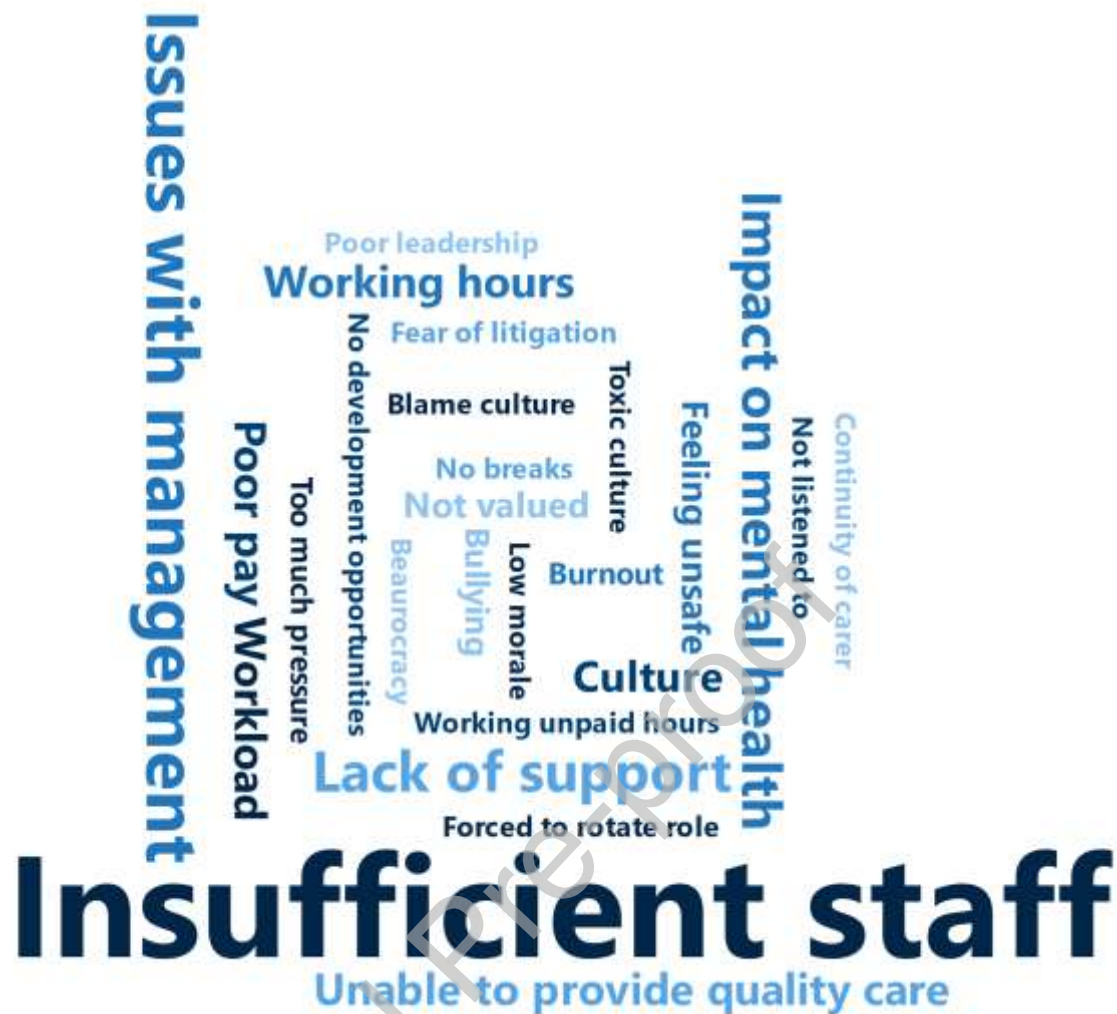 Issues with management
Impact on mental health
Poor leadership
Working hours
No development opportunities
Fear of litigation
Toxic culture
Blame culture
Feeling unsafe
Not listened to
Continuity of carer
Poor pay Workload
Too much pressure
No breaks
Not valued
Beaurocracy
Bullying
Low morale
Burnout
Culture
Working unpaid hours
Lack of support
Forced to rotate role
Insufficient staff
Unable to provide quality care
Pre-proof